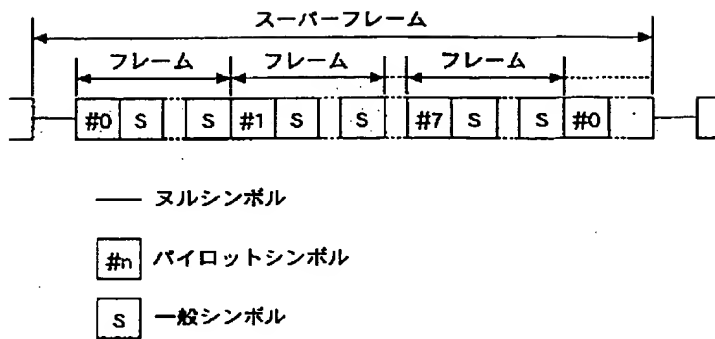 スーパーフレーム
フレーム フレーム フレーム
#0 S S #1 S S #7 S S #0
ヌルシンボル
#n パイロットシンボル
S 一般シンボル